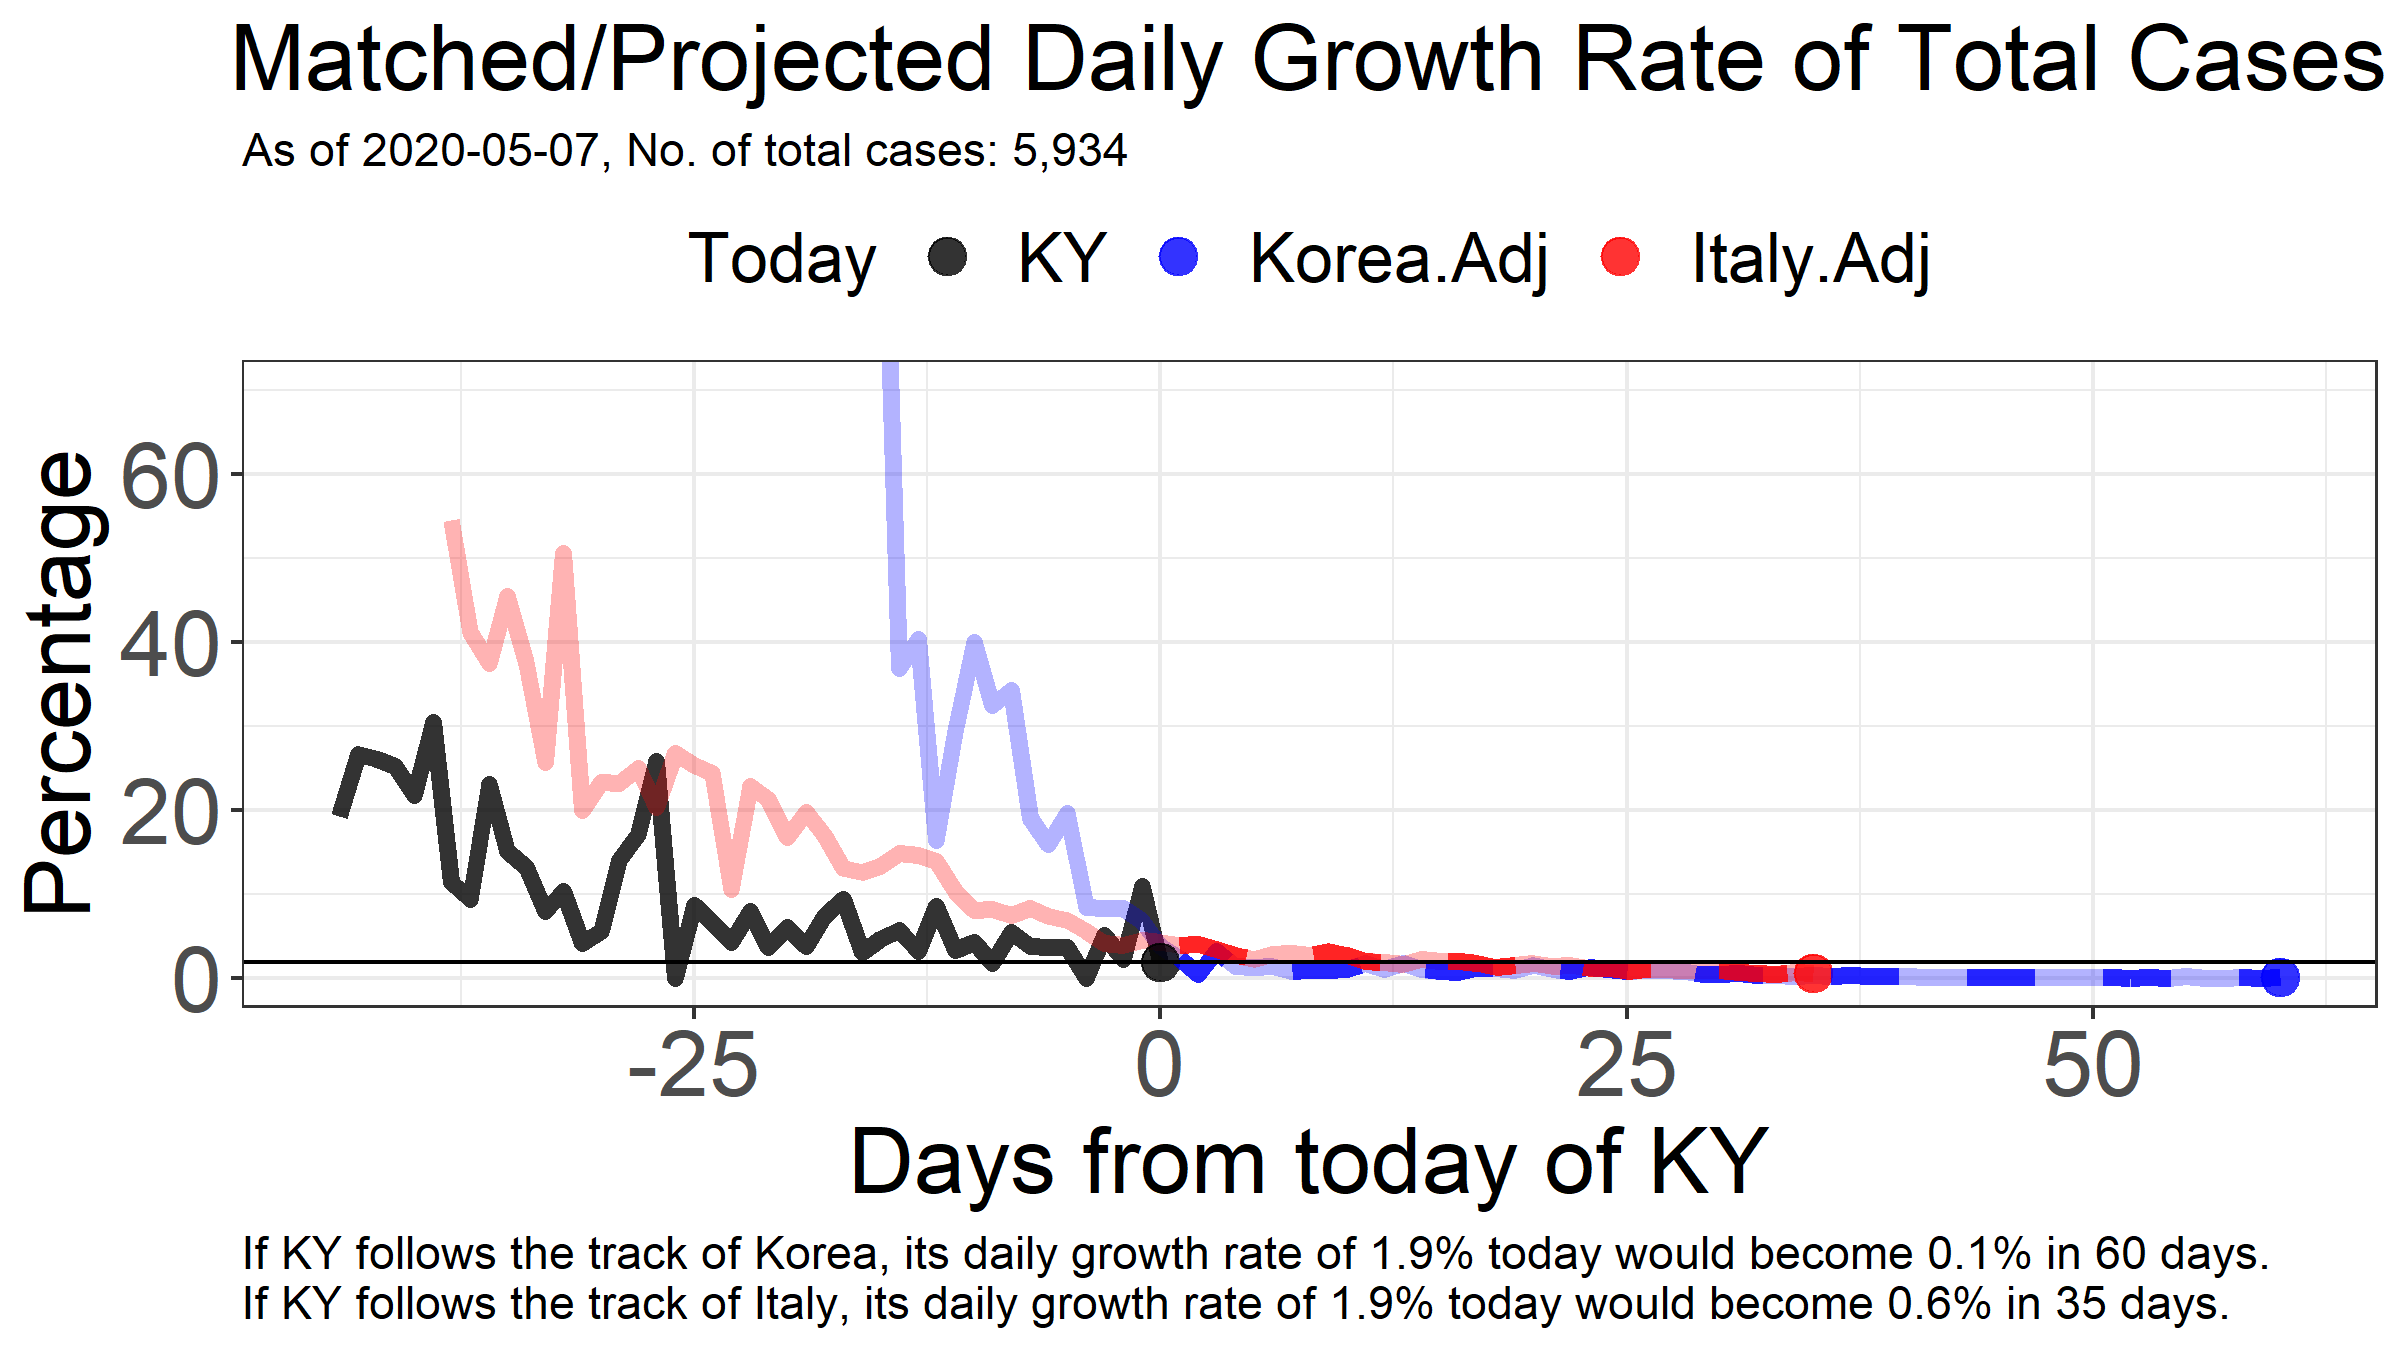 Matched/Projected Daily Growth Rate of Total Cases
As of 2020-05-07, No. of total cases: 5,934
Today KY Korea.Adj Italy.Adj
Percentage
60
40
20
0
-25 0 25 50
Days from today of KY
If KY follows the track of Korea, its daily growth rate of 1.9% today would become 0.1% in 60 days.
If KY follows the track of Italy, its daily growth rate of 1.9% today would become 0.6% in 35 days.